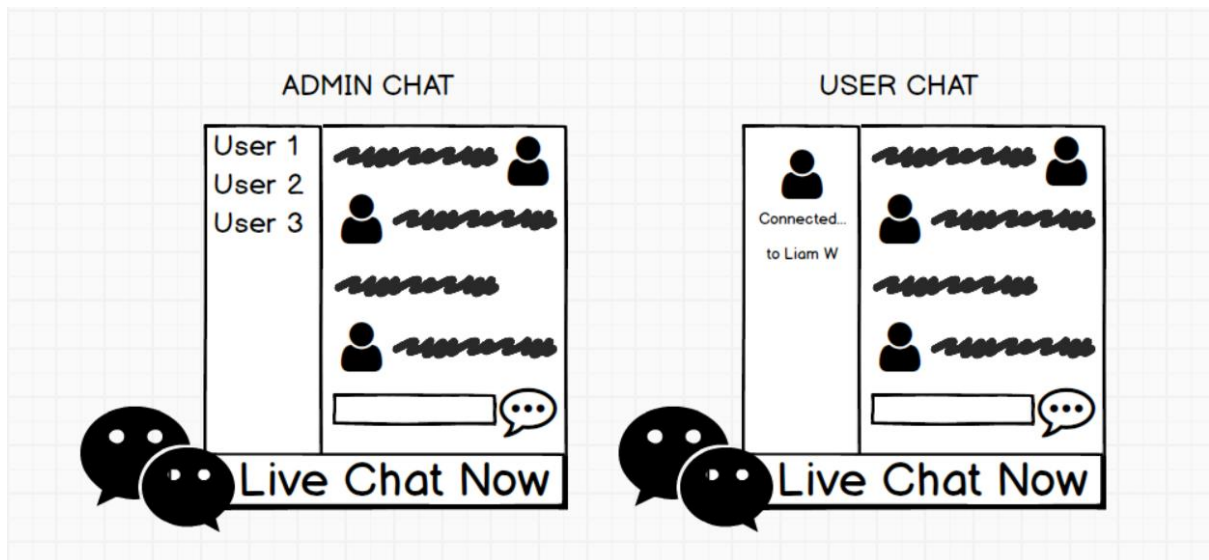 ADMIN CHAT
User 1
User 2
User 3
Live Chat Now
USER CHAT
Connected...
to Liam W
Live Chat Now